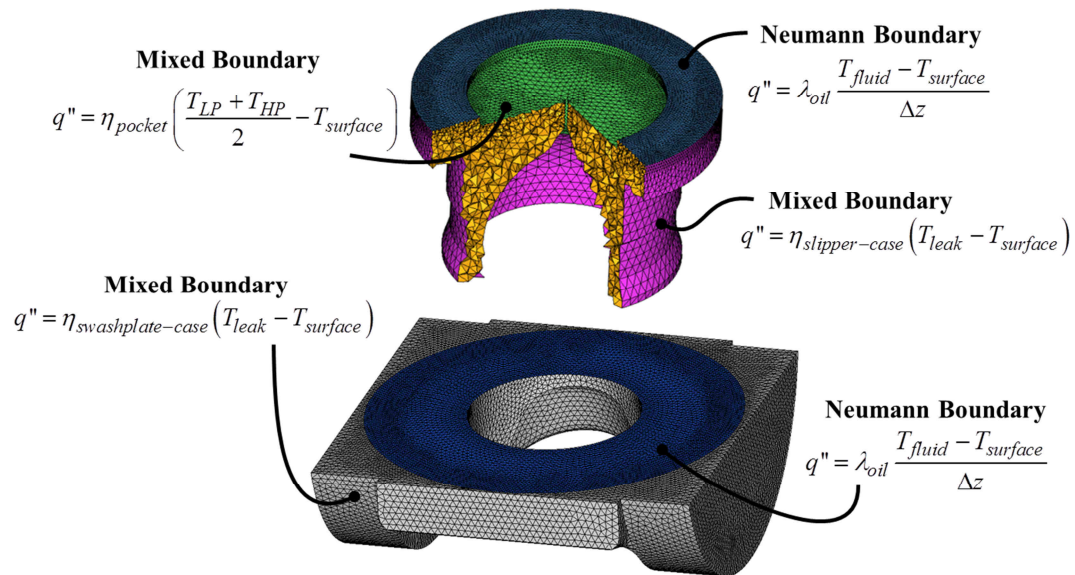 Mixed Boundary
q" = η_pocket ( (T_LP + T_HP) / 2 − T_surface )
Neumann Boundary
q" = λ_oil (T_fluid − T_surface) / Δz
Mixed Boundary
q" = η_slipper−case (T_leak − T_surface)
Mixed Boundary
q" = η_swashplate−case (T_leak − T_surface)
Neumann Boundary
q" = λ_oil (T_fluid − T_surface) / Δz